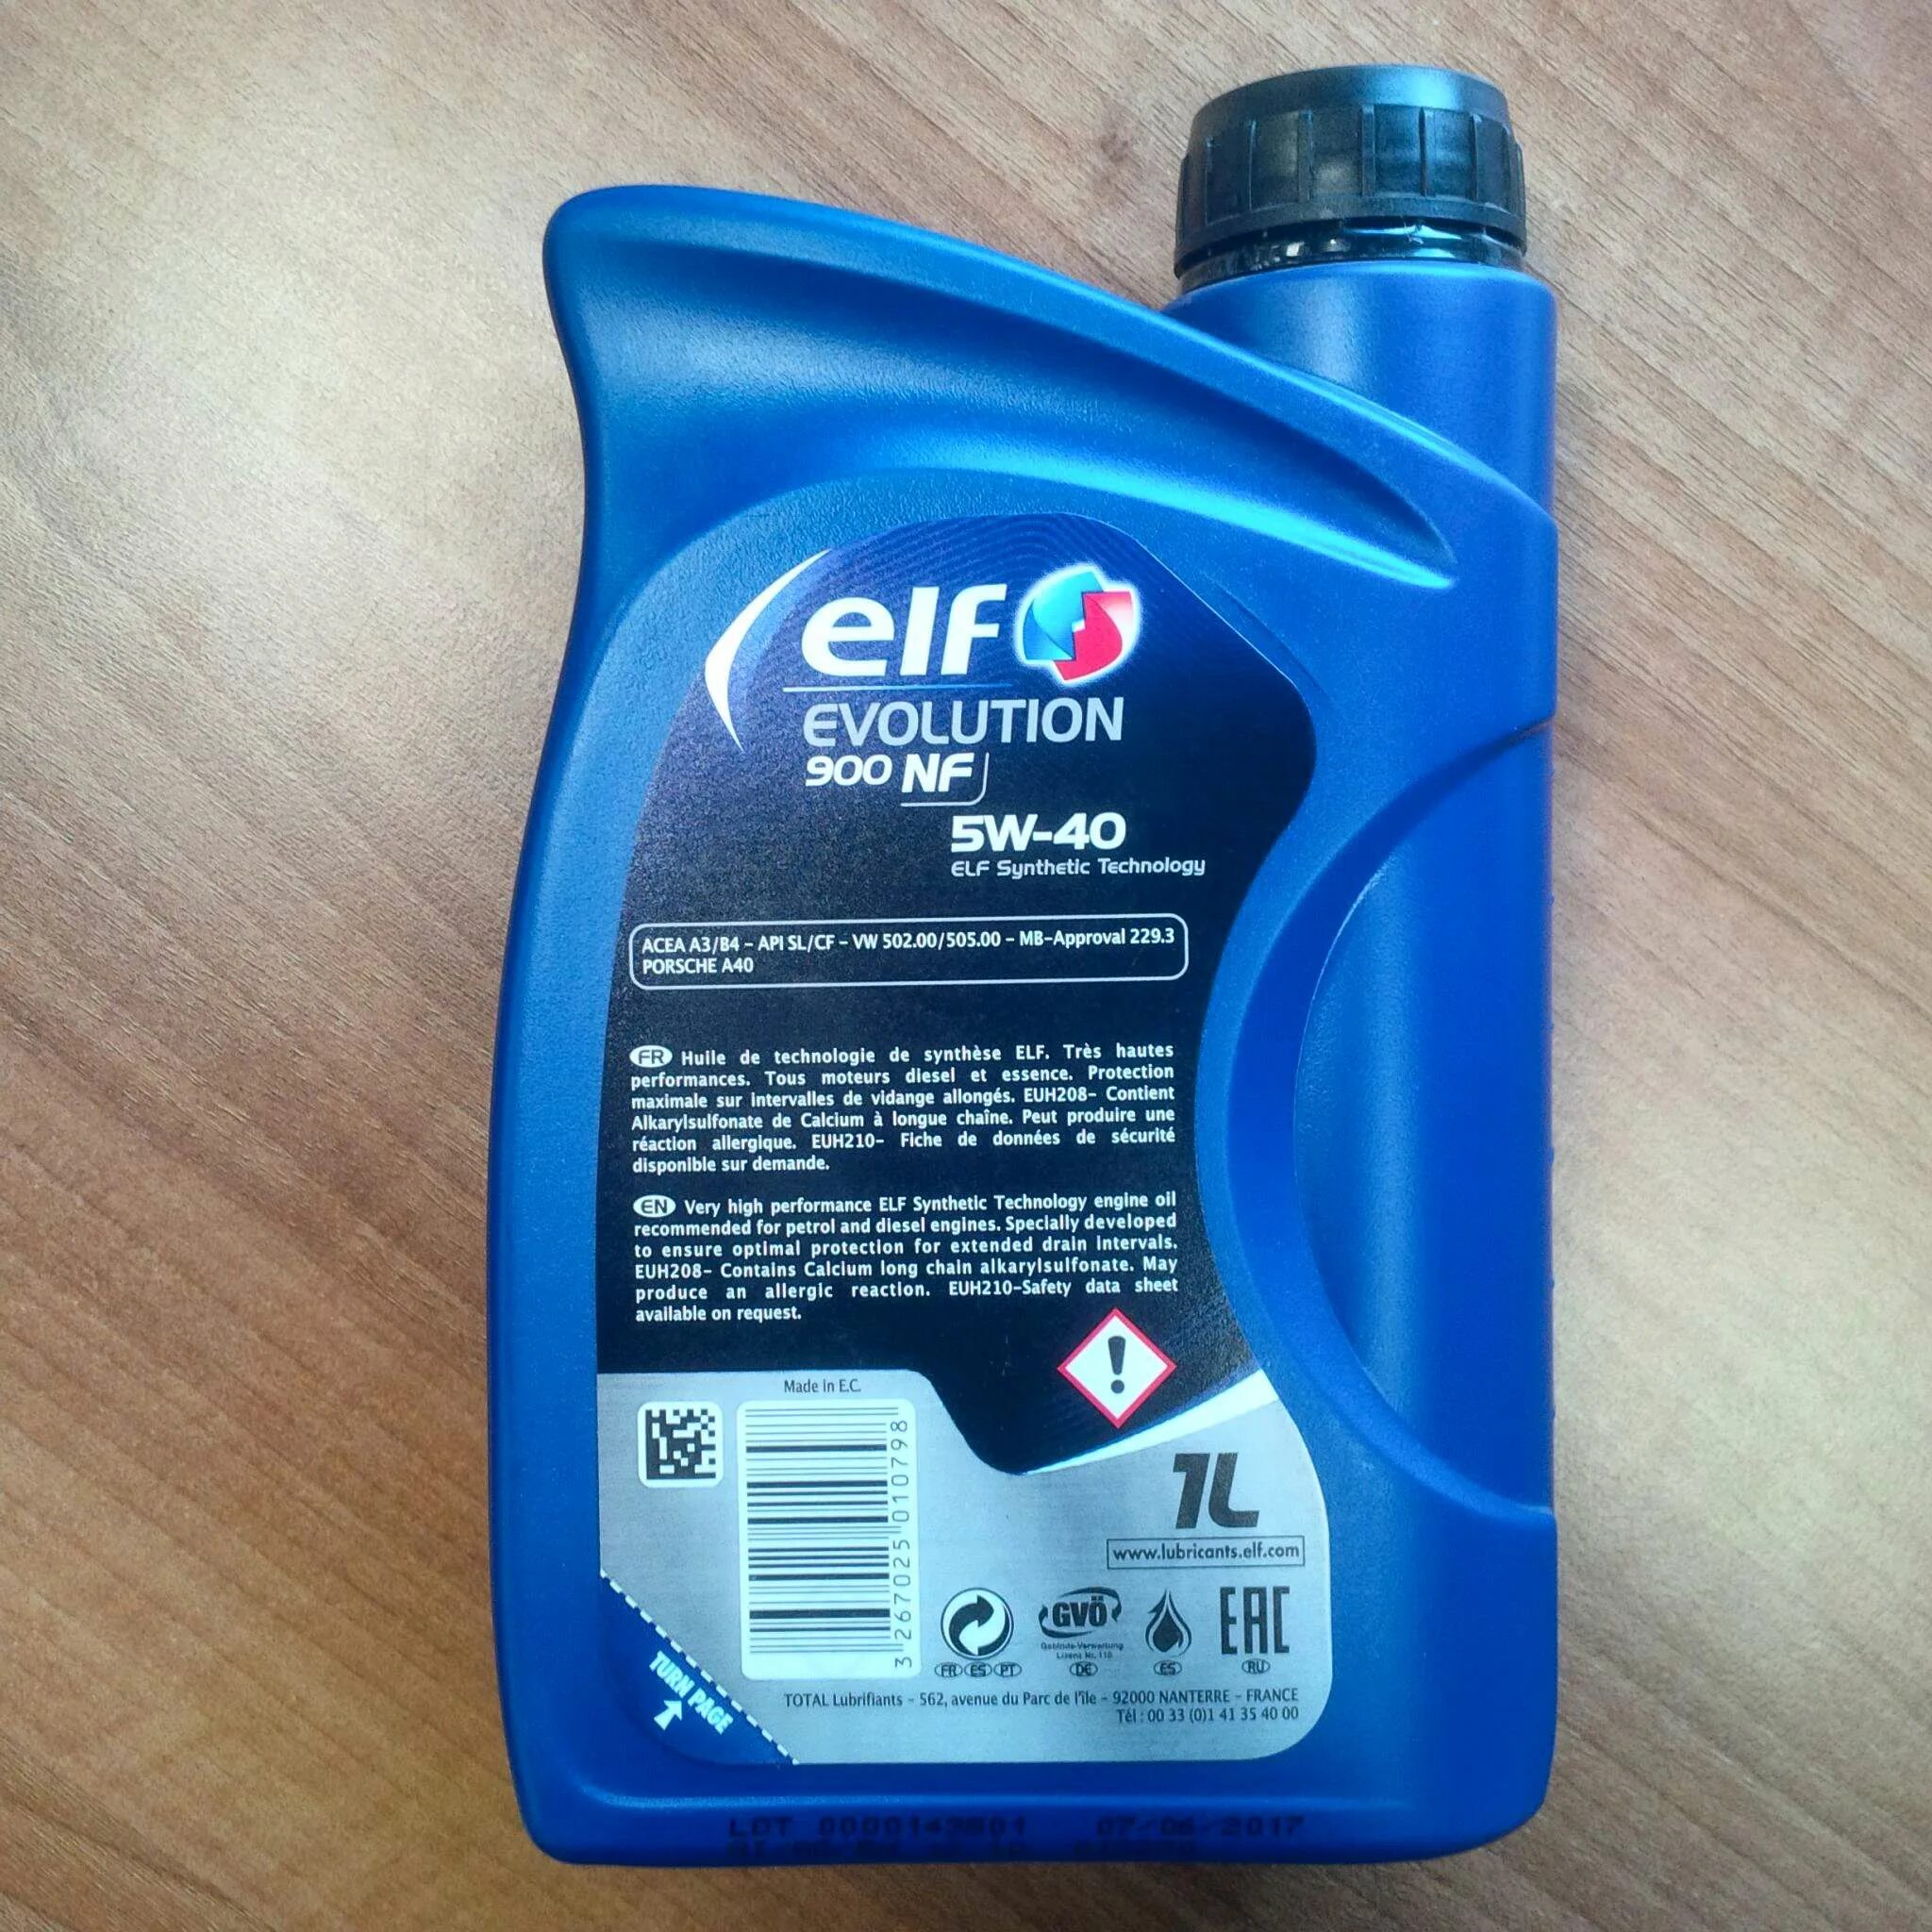 elf
EVOLUTION
900 NF
5W-40
ELF Synthetic Technology
ACEA A3/B4 – API SL/CF – VW 502.00/505.00 – MB-Approval 229.3
PORSCHE A40
FR Huile de technologie de synthèse ELF. Très hautes
performances. Tous moteurs diesel et essence. Protection
maximale sur intervalles de vidange allongés. EUH208- Contient
Alkarylsulfonate de Calcium à longue chaîne. Peut produire une
réaction allergique. EUH210- Fiche de données de sécurité
disponible sur demande.
EN Very high performance ELF Synthetic Technology engine oil
recommended for petrol and diesel engines. Specially developed
to ensure optimal protection for extended drain intervals.
EUH208- Contains Calcium long chain alkarylsulfonate. May
produce an allergic reaction. EUH210-Safety data sheet
available on request.
Made in E.C.
3 267025 010798
1L
www.lubricants.elf.com
GVÖ
Gebinde-Verwertung
Lizenz Nr. 110
EAC
FR ES PT DE ES RU
TURN PAGE
TOTAL Lubrifiants – 562, avenue du Parc de l'île – 92000 NANTERRE – FRANCE
Tél : 00 33 (0)1 41 35 40 00
LOT